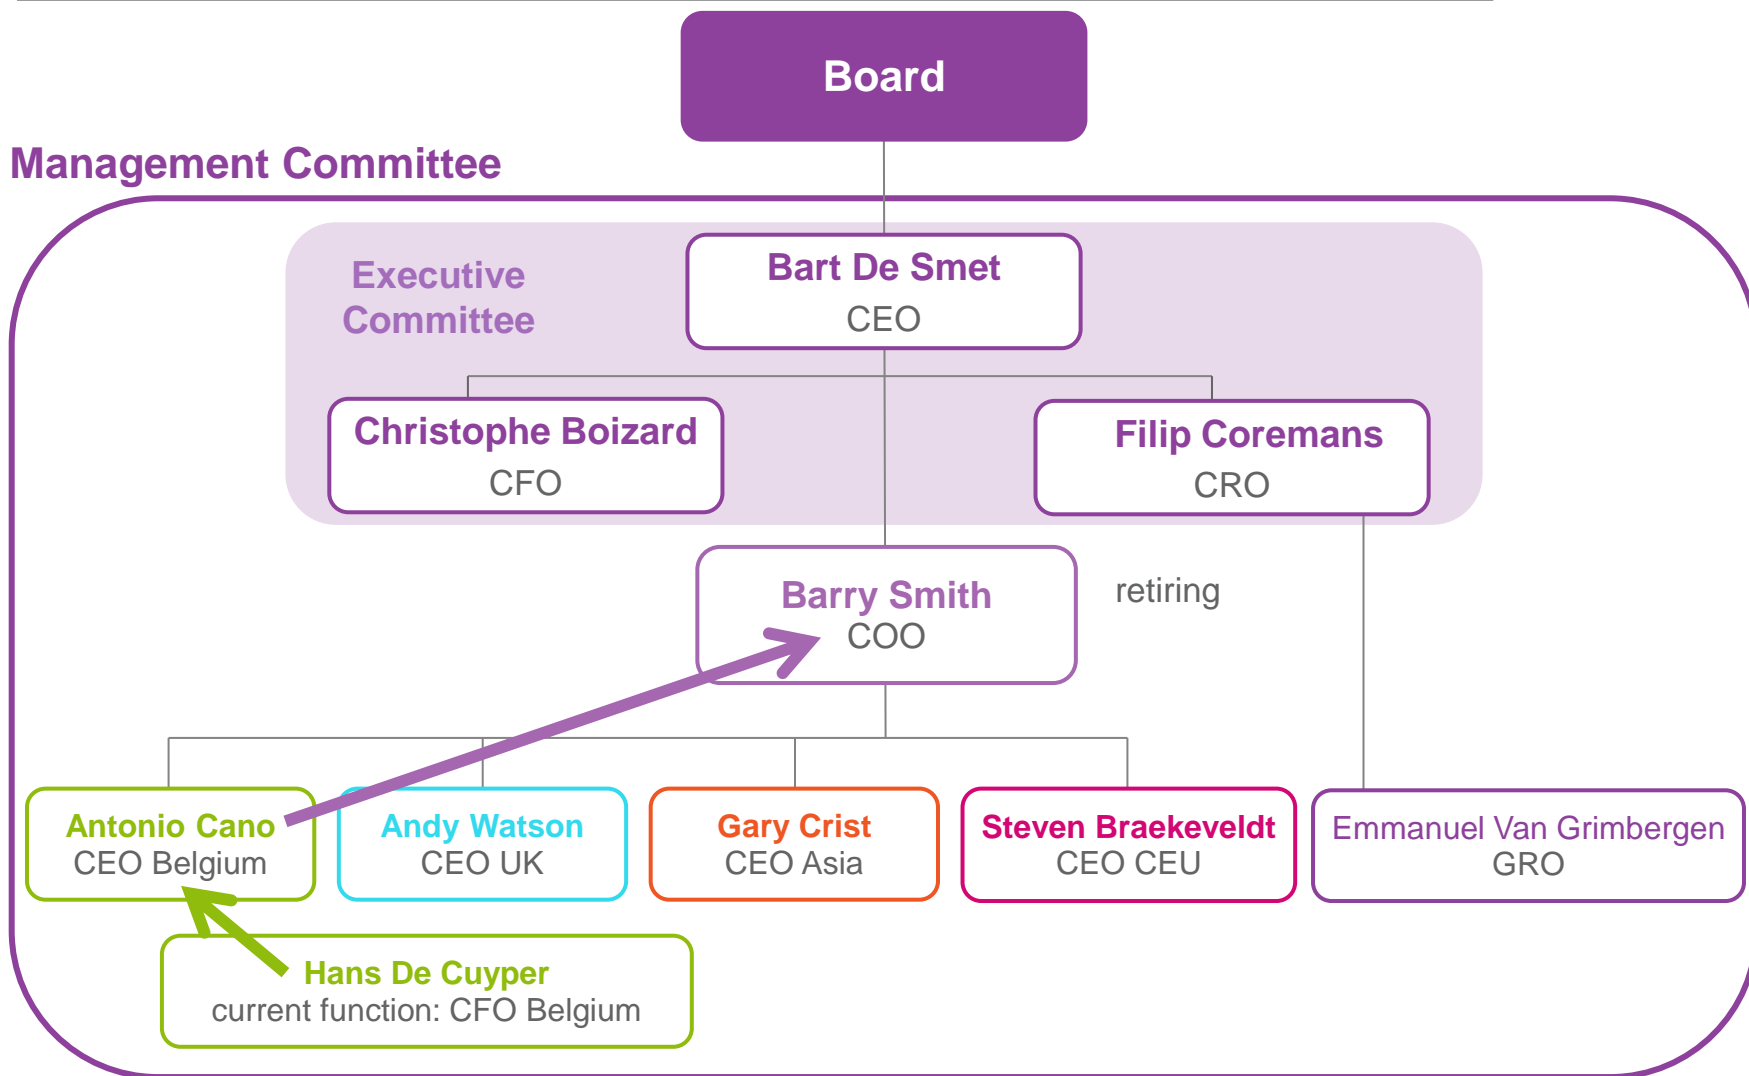 Board
Management Committee
Executive
Committee
Bart De Smet
CEO
Christophe Boizard
CFO
Filip Coremans
CRO
Barry Smith
COO
retiring
Antonio Cano
CEO Belgium
Andy Watson
CEO UK
Gary Crist
CEO Asia
Steven Braekeveldt
CEO CEU
Emmanuel Van Grimbergen
GRO
Hans De Cuyper
current function: CFO Belgium